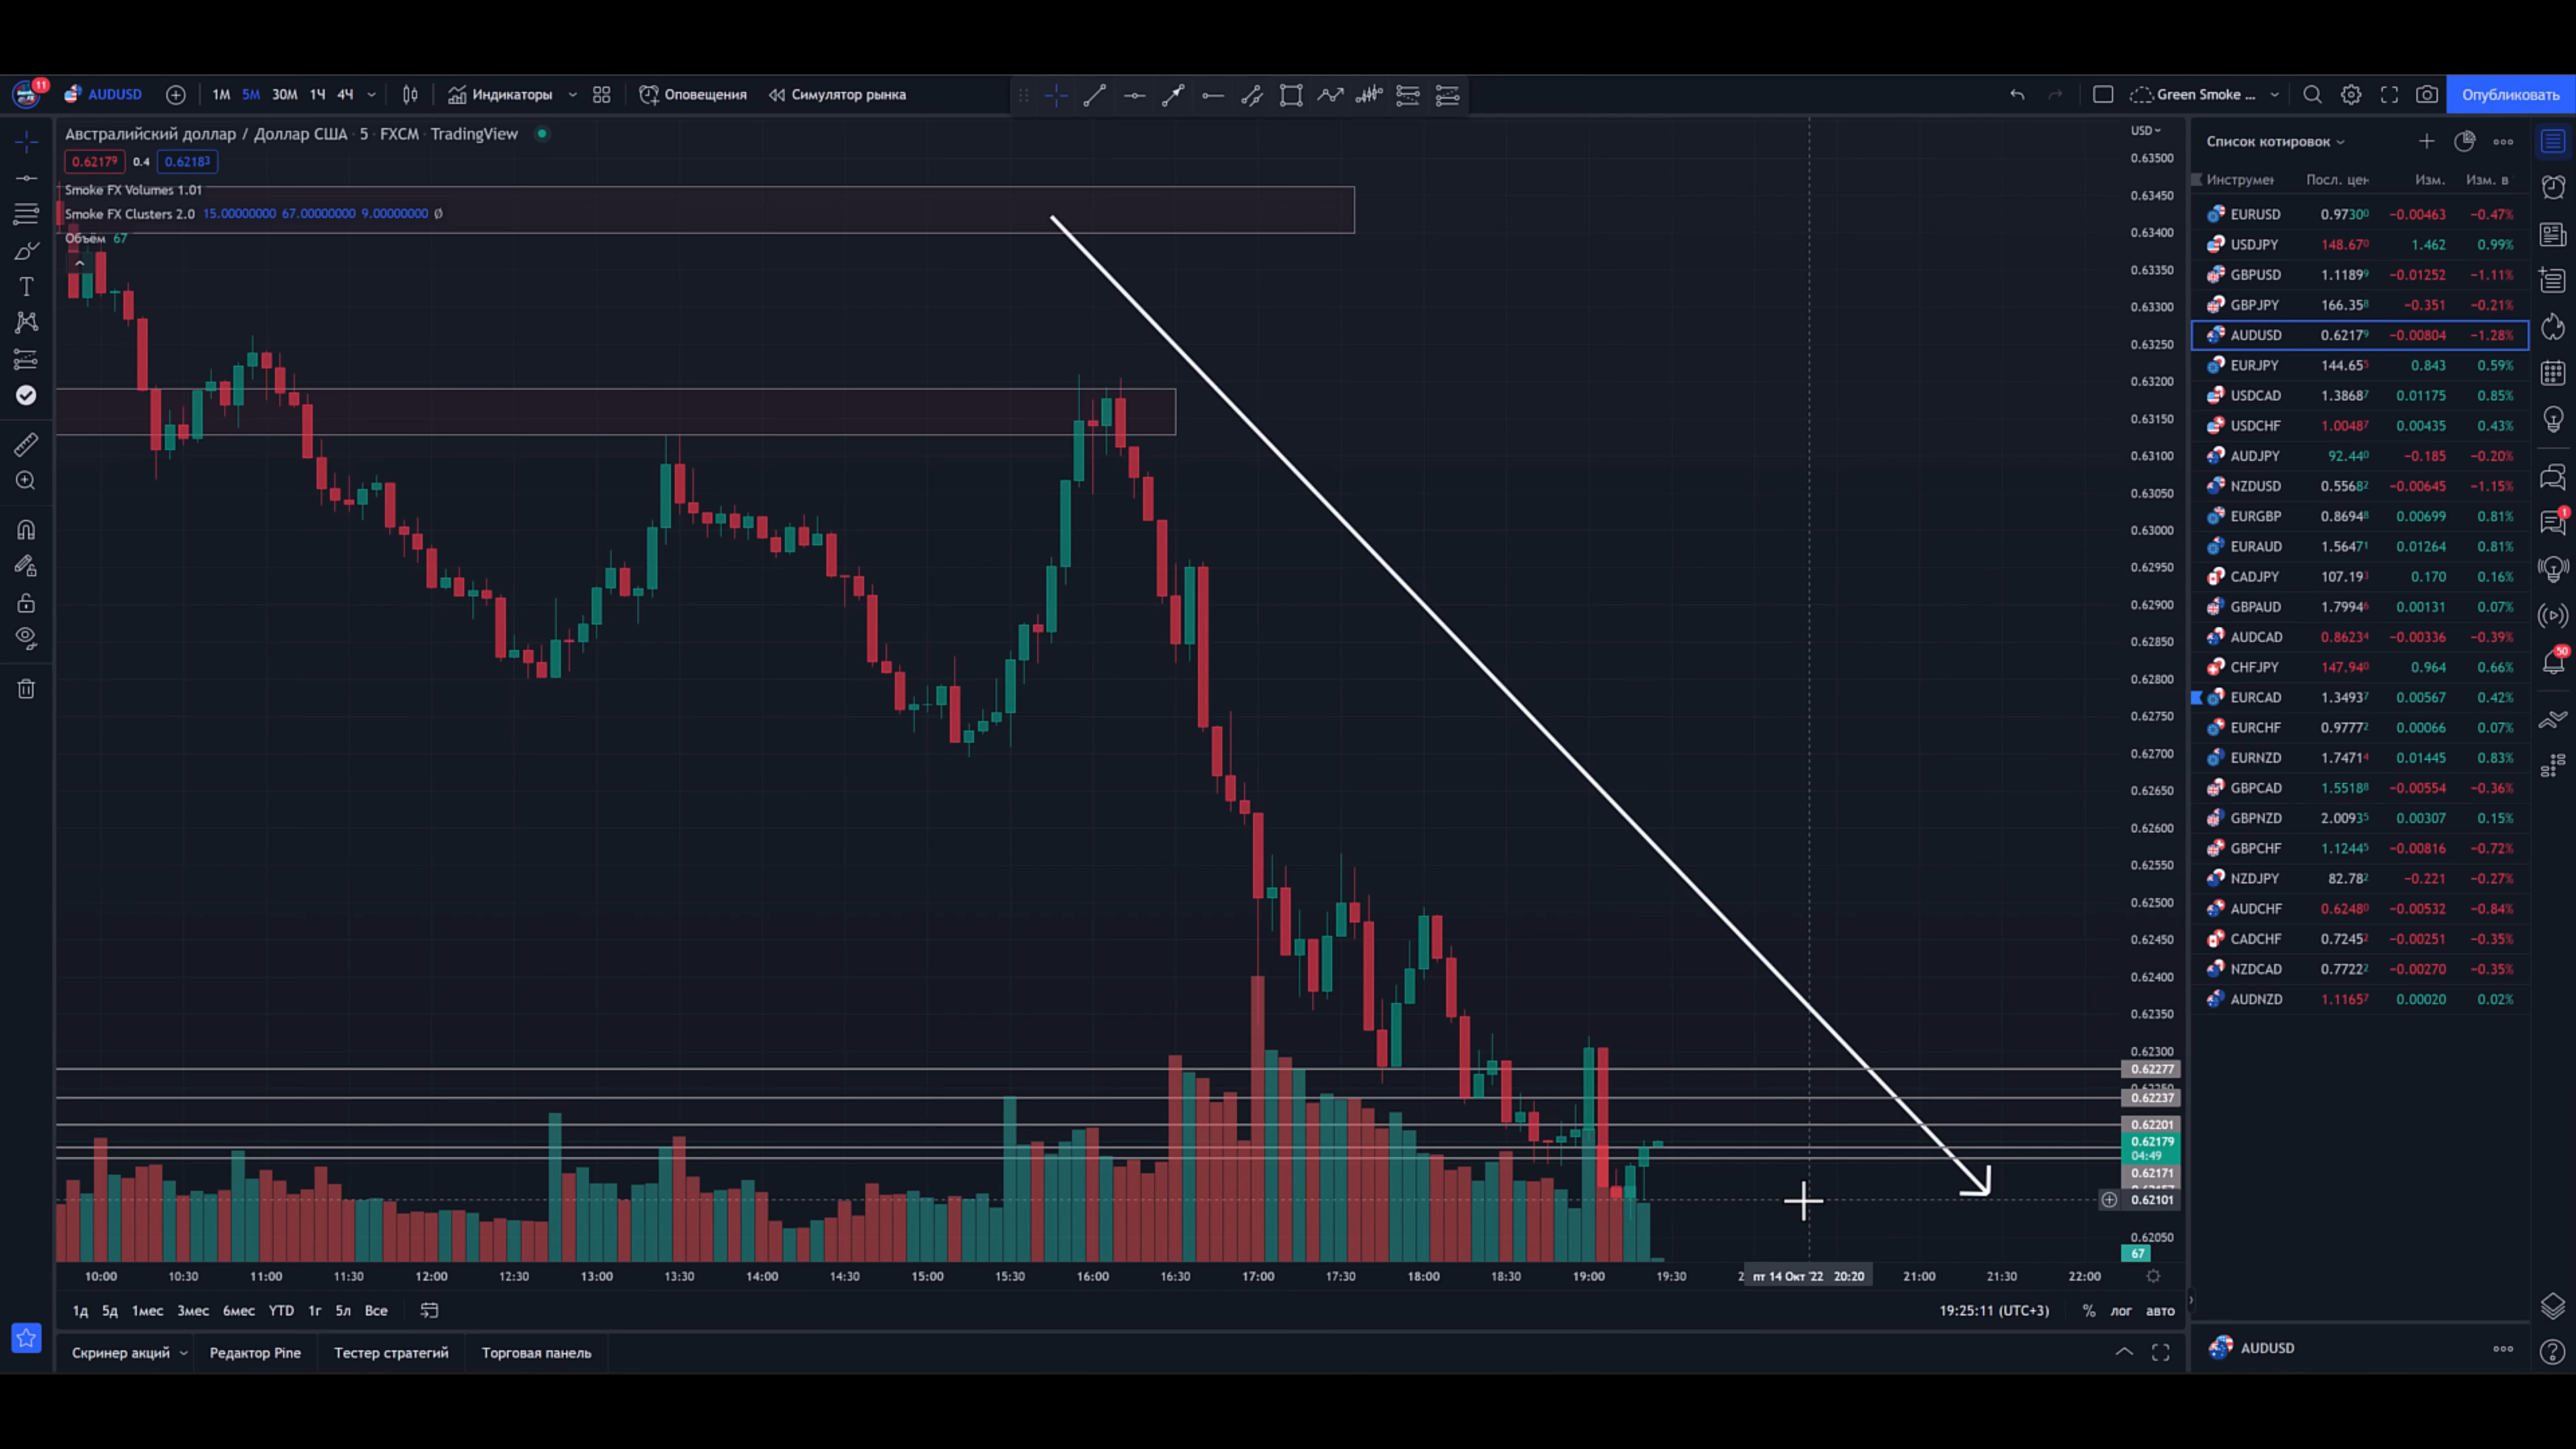 11
AUDUSD
1М 5М 30М 1Ч 4Ч
Индикаторы
Оповещения
Симулятор рынка
Green Smoke ...
Опубликовать
Австралийский доллар / Доллар США · 5 · FXCM · TradingView
0.62179 0.4 0.62183
Smoke FX Volumes 1.01
Smoke FX Clusters 2.0 15.00000000 67.00000000 9.00000000 Ø
Объём 67
USD
0.63500
0.63450
0.63400
0.63350
0.63300
0.63250
0.63200
0.63150
0.63100
0.63050
0.63000
0.62950
0.62900
0.62850
0.62800
0.62750
0.62700
0.62650
0.62600
0.62550
0.62500
0.62450
0.62400
0.62350
0.62300
0.62277
0.62237
0.62201
0.62179
04:49
0.62171
0.62101
0.62050
67
10:00 10:30 11:00 11:30 12:00 12:30 13:00 13:30 14:00 14:30 15:00 15:30 16:00 16:30 17:00 17:30 18:00 18:30 19:00 19:30 пт 14 Окт '22 20:20 21:00 21:30 22:00
1д 5д 1мес 3мес 6мес YTD 1г 5л Все
19:25:11 (UTC+3) % лог авто
Скринер акций Редактор Pine Тестер стратегий Торговая панель
Список котировок
Инструмен Посл. цен Изм. Изм. в
EURUSD 0.97300 −0.00463 −0.47%
USDJPY 148.670 1.462 0.99%
GBPUSD 1.11899 −0.01252 −1.11%
GBPJPY 166.358 −0.351 −0.21%
AUDUSD 0.62179 −0.00804 −1.28%
EURJPY 144.655 0.843 0.59%
USDCAD 1.38687 0.01175 0.85%
USDCHF 1.00487 0.00435 0.43%
AUDJPY 92.440 −0.185 −0.20%
NZDUSD 0.55682 −0.00645 −1.15%
EURGBP 0.86948 0.00699 0.81%
EURAUD 1.56471 0.01264 0.81%
CADJPY 107.193 0.170 0.16%
GBPAUD 1.79946 0.00131 0.07%
AUDCAD 0.86234 −0.00336 −0.39%
CHFJPY 147.940 0.964 0.66%
EURCAD 1.34937 0.00567 0.42%
EURCHF 0.97772 0.00066 0.07%
EURNZD 1.74714 0.01445 0.83%
GBPCAD 1.55188 −0.00554 −0.36%
GBPNZD 2.00935 0.00307 0.15%
GBPCHF 1.12445 −0.00816 −0.72%
NZDJPY 82.782 −0.221 −0.27%
AUDCHF 0.62480 −0.00532 −0.84%
CADCHF 0.72452 −0.00251 −0.35%
NZDCAD 0.77222 −0.00270 −0.35%
AUDNZD 1.11657 0.00020 0.02%
1
50
AUDUSD